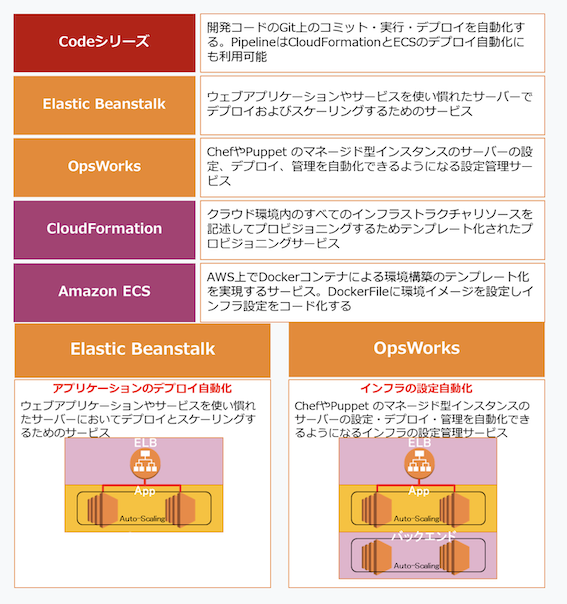 Codeシリーズ
開発コードのGit上のコミット・実行・デプロイを自動化す
る。PipelineはCloudFormationとECSのデプロイ自動化に
も利用可能
Elastic Beanstalk
ウェブアプリケーションやサービスを使い慣れたサーバーで
デプロイおよびスケーリングするためのサービス
OpsWorks
ChefやPuppet のマネージド型インスタンスのサーバーの設
定、デプロイ、管理を自動化できるようになる設定管理サー
ビス
CloudFormation
クラウド環境内のすべてのインフラストラクチャリソースを
記述してプロビジョニングするためテンプレート化されたプ
ロビジョニングサービス
Amazon ECS
AWS上でDockerコンテナによる環境構築のテンプレート化
を実現するサービス。DockerFileに環境イメージを設定しイ
ンフラ設定をコード化する
Elastic Beanstalk
アプリケーションのデプロイ自動化
ウェブアプリケーションやサービスを使い慣れ
たサーバーにおいてデプロイとスケーリングす
るためのサービス
ELB
App
Auto-Scaling
OpsWorks
インフラの設定自動化
ChefやPuppet のマネージド型インスタンスの
サーバーの設定・デプロイ・管理を自動化でき
るようになるインフラの設定管理サービス
ELB
App
Auto-Scaling
バックエンド
Auto-Scaling